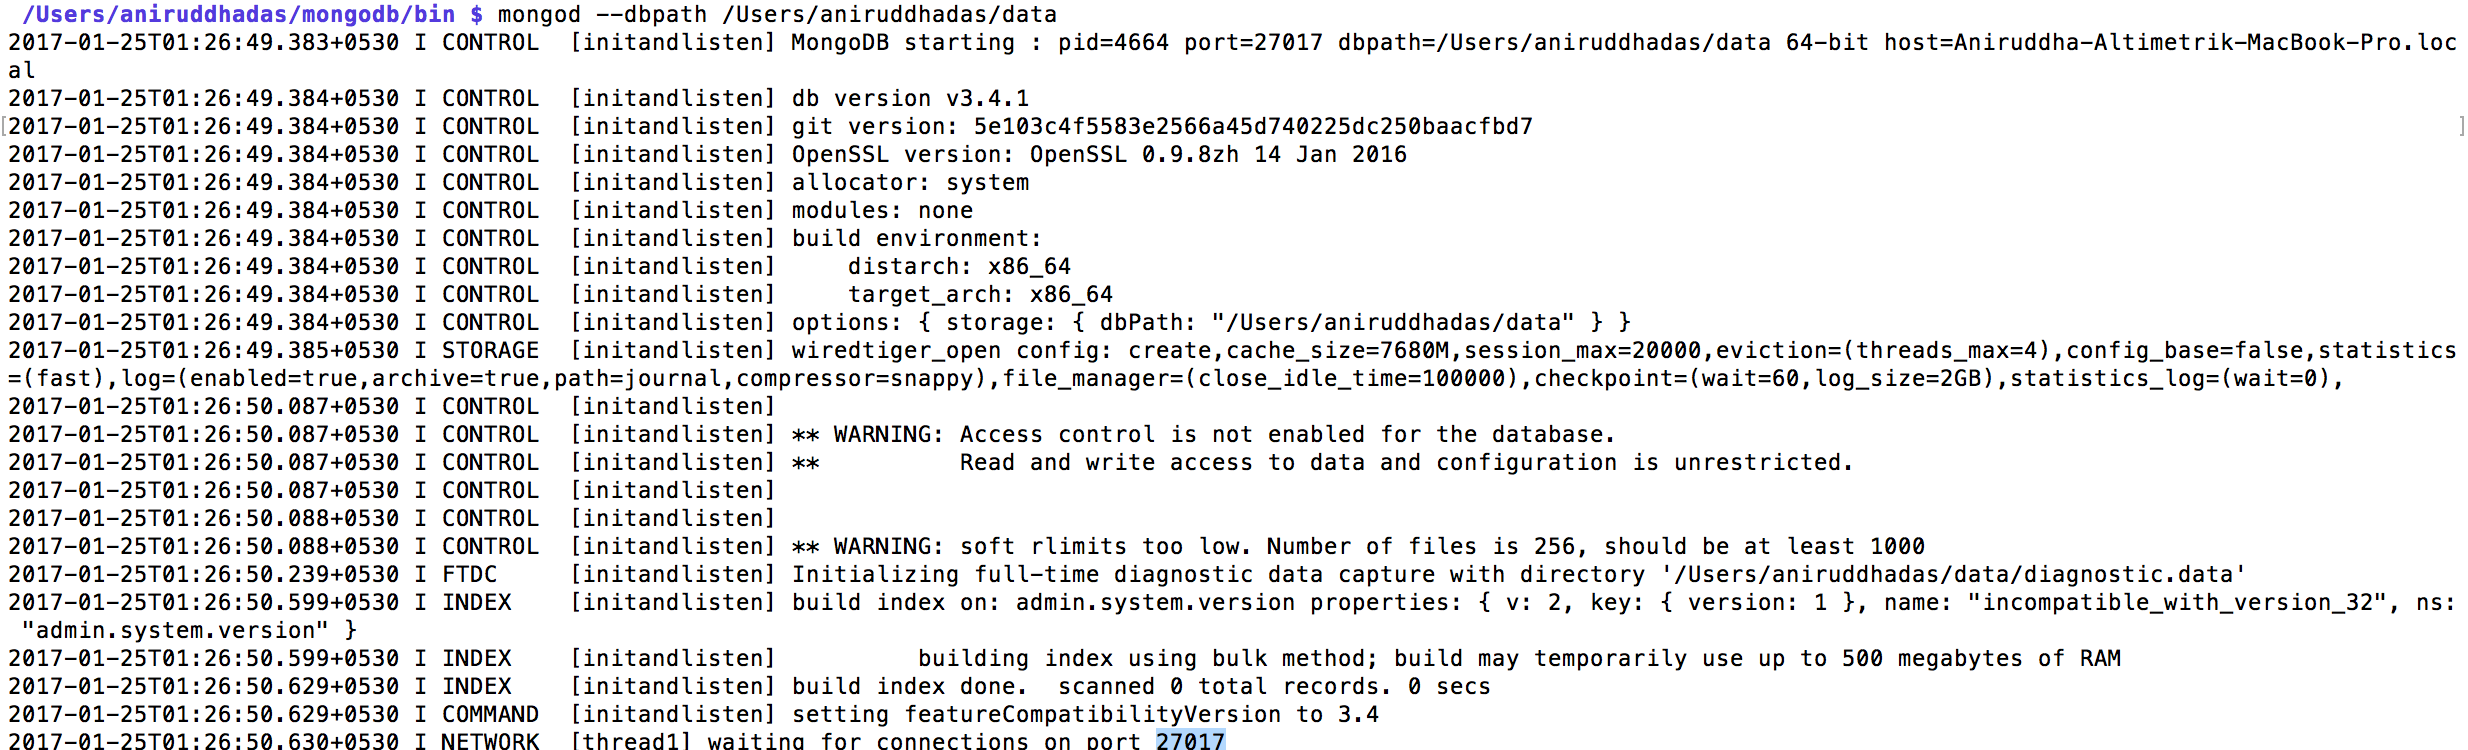 /Users/aniruddhadas/mongodb/bin $ mongod --dbpath /Users/aniruddhadas/data
2017-01-25T01:26:49.383+0530 I CONTROL  [initandlisten] MongoDB starting : pid=4664 port=27017 dbpath=/Users/aniruddhadas/data 64-bit host=Aniruddha-Altimetrik-MacBook-Pro.loc
al
2017-01-25T01:26:49.384+0530 I CONTROL  [initandlisten] db version v3.4.1
[2017-01-25T01:26:49.384+0530 I CONTROL  [initandlisten] git version: 5e103c4f5583e2566a45d740225dc250baacfbd7 ]
2017-01-25T01:26:49.384+0530 I CONTROL  [initandlisten] OpenSSL version: OpenSSL 0.9.8zh 14 Jan 2016
2017-01-25T01:26:49.384+0530 I CONTROL  [initandlisten] allocator: system
2017-01-25T01:26:49.384+0530 I CONTROL  [initandlisten] modules: none
2017-01-25T01:26:49.384+0530 I CONTROL  [initandlisten] build environment:
2017-01-25T01:26:49.384+0530 I CONTROL  [initandlisten]     distarch: x86_64
2017-01-25T01:26:49.384+0530 I CONTROL  [initandlisten]     target_arch: x86_64
2017-01-25T01:26:49.384+0530 I CONTROL  [initandlisten] options: { storage: { dbPath: "/Users/aniruddhadas/data" } }
2017-01-25T01:26:49.385+0530 I STORAGE  [initandlisten] wiredtiger_open config: create,cache_size=7680M,session_max=20000,eviction=(threads_max=4),config_base=false,statistics
=(fast),log=(enabled=true,archive=true,path=journal,compressor=snappy),file_manager=(close_idle_time=100000),checkpoint=(wait=60,log_size=2GB),statistics_log=(wait=0),
2017-01-25T01:26:50.087+0530 I CONTROL  [initandlisten]
2017-01-25T01:26:50.087+0530 I CONTROL  [initandlisten] ** WARNING: Access control is not enabled for the database.
2017-01-25T01:26:50.087+0530 I CONTROL  [initandlisten] **          Read and write access to data and configuration is unrestricted.
2017-01-25T01:26:50.087+0530 I CONTROL  [initandlisten]
2017-01-25T01:26:50.088+0530 I CONTROL  [initandlisten]
2017-01-25T01:26:50.088+0530 I CONTROL  [initandlisten] ** WARNING: soft rlimits too low. Number of files is 256, should be at least 1000
2017-01-25T01:26:50.239+0530 I FTDC     [initandlisten] Initializing full-time diagnostic data capture with directory '/Users/aniruddhadas/data/diagnostic.data'
2017-01-25T01:26:50.599+0530 I INDEX    [initandlisten] build index on: admin.system.version properties: { v: 2, key: { version: 1 }, name: "incompatible_with_version_32", ns:
"admin.system.version" }
2017-01-25T01:26:50.599+0530 I INDEX    [initandlisten]          building index using bulk method; build may temporarily use up to 500 megabytes of RAM
2017-01-25T01:26:50.629+0530 I INDEX    [initandlisten] build index done.  scanned 0 total records. 0 secs
2017-01-25T01:26:50.629+0530 I COMMAND  [initandlisten] setting featureCompatibilityVersion to 3.4
2017-01-25T01:26:50.630+0530 I NETWORK  [thread1] waiting for connections on port 27017